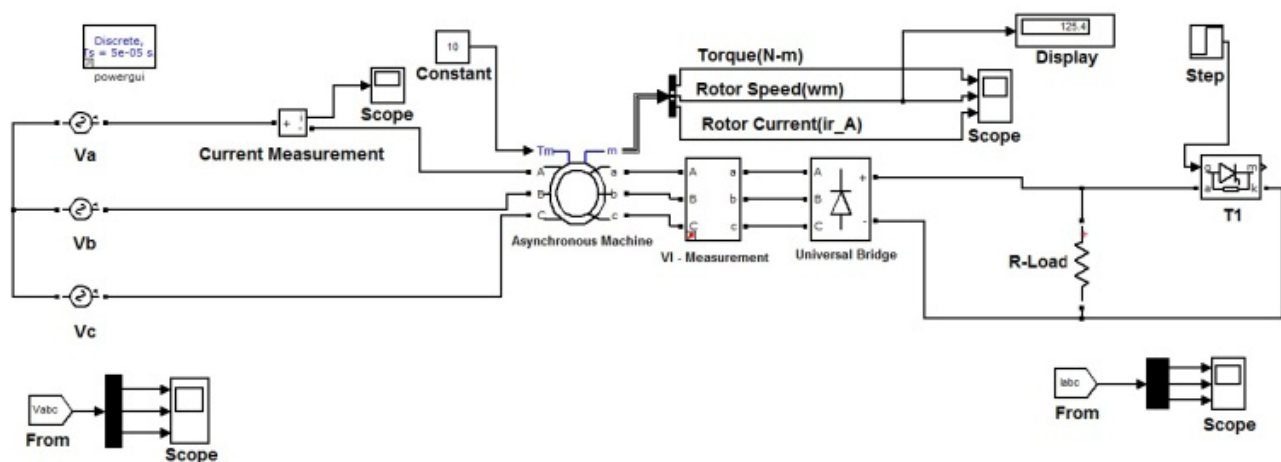 Discrete,
Ts = 5e-05 s.
powergui
10
Constant
Scope
125.4
Display
Step
Torque(N-m)
Rotor Speed(wm)
Rotor Current(ir_A)
Scope
+
i
-
Current Measurement
Va
Tm
m
A
a
B
b
C
c
Asynchronous Machine
A
a
B
b
C
c
VI - Measurement
A
+
B
C
-
Universal Bridge
g
m
a
k
T1
+
R-Load
Vb
Vc
Vabc
From
Scope
Iabc
From
Scope